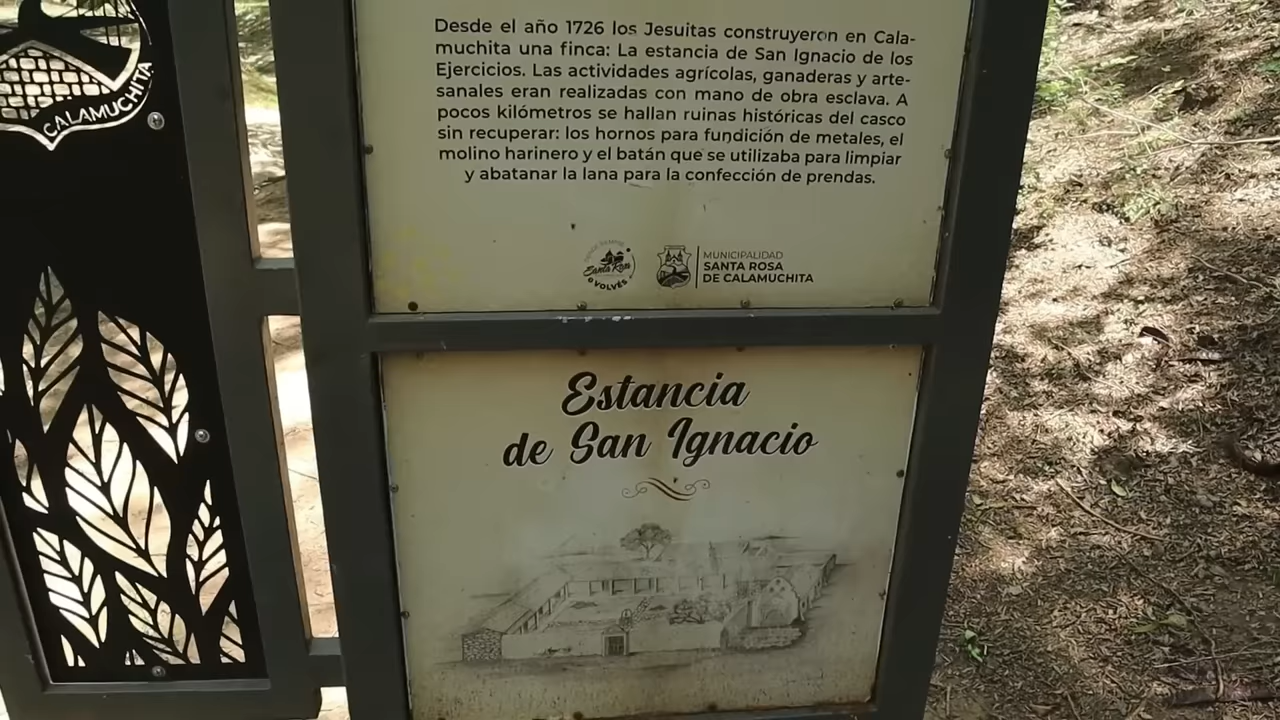 CALAMUCHITA
Desde el año 1726 los Jesuitas construyeron en Cala-
muchita una finca: La estancia de San Ignacio de los
Ejercicios. Las actividades agrícolas, ganaderas y arte-
sanales eran realizadas con mano de obra esclava. A
pocos kilómetros se hallan ruinas históricas del casco
sin recuperar: los hornos para fundición de metales, el
molino harinero y el batán que se utilizaba para limpiar
y abatanar la lana para la confección de prendas.
Santa Rosa
VOLVÉS
MUNICIPALIDAD
SANTA ROSA
DE CALAMUCHITA
Estancia
de San Ignacio